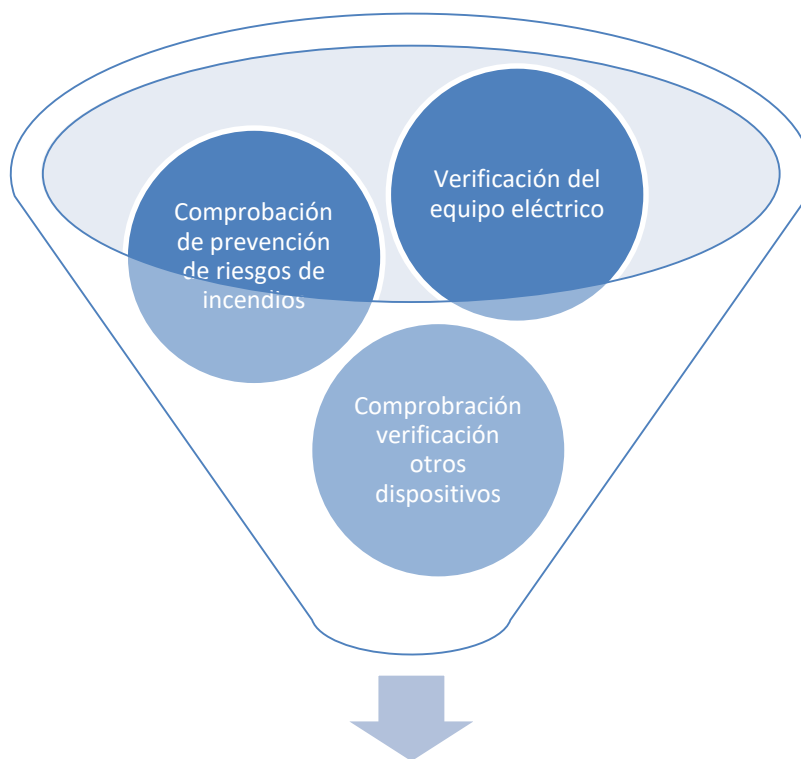 Verificación del
equipo eléctrico
Comprobación
de prevención
de riesgos de
incendios
Comprobración
verificación
otros
dispositivos